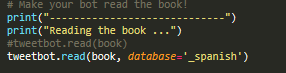 # Make your bot read the book!
print("----------------------------")
print("Reading the book ...")
#tweetbot.read(book)
tweetbot.read(book, database='_spanish')